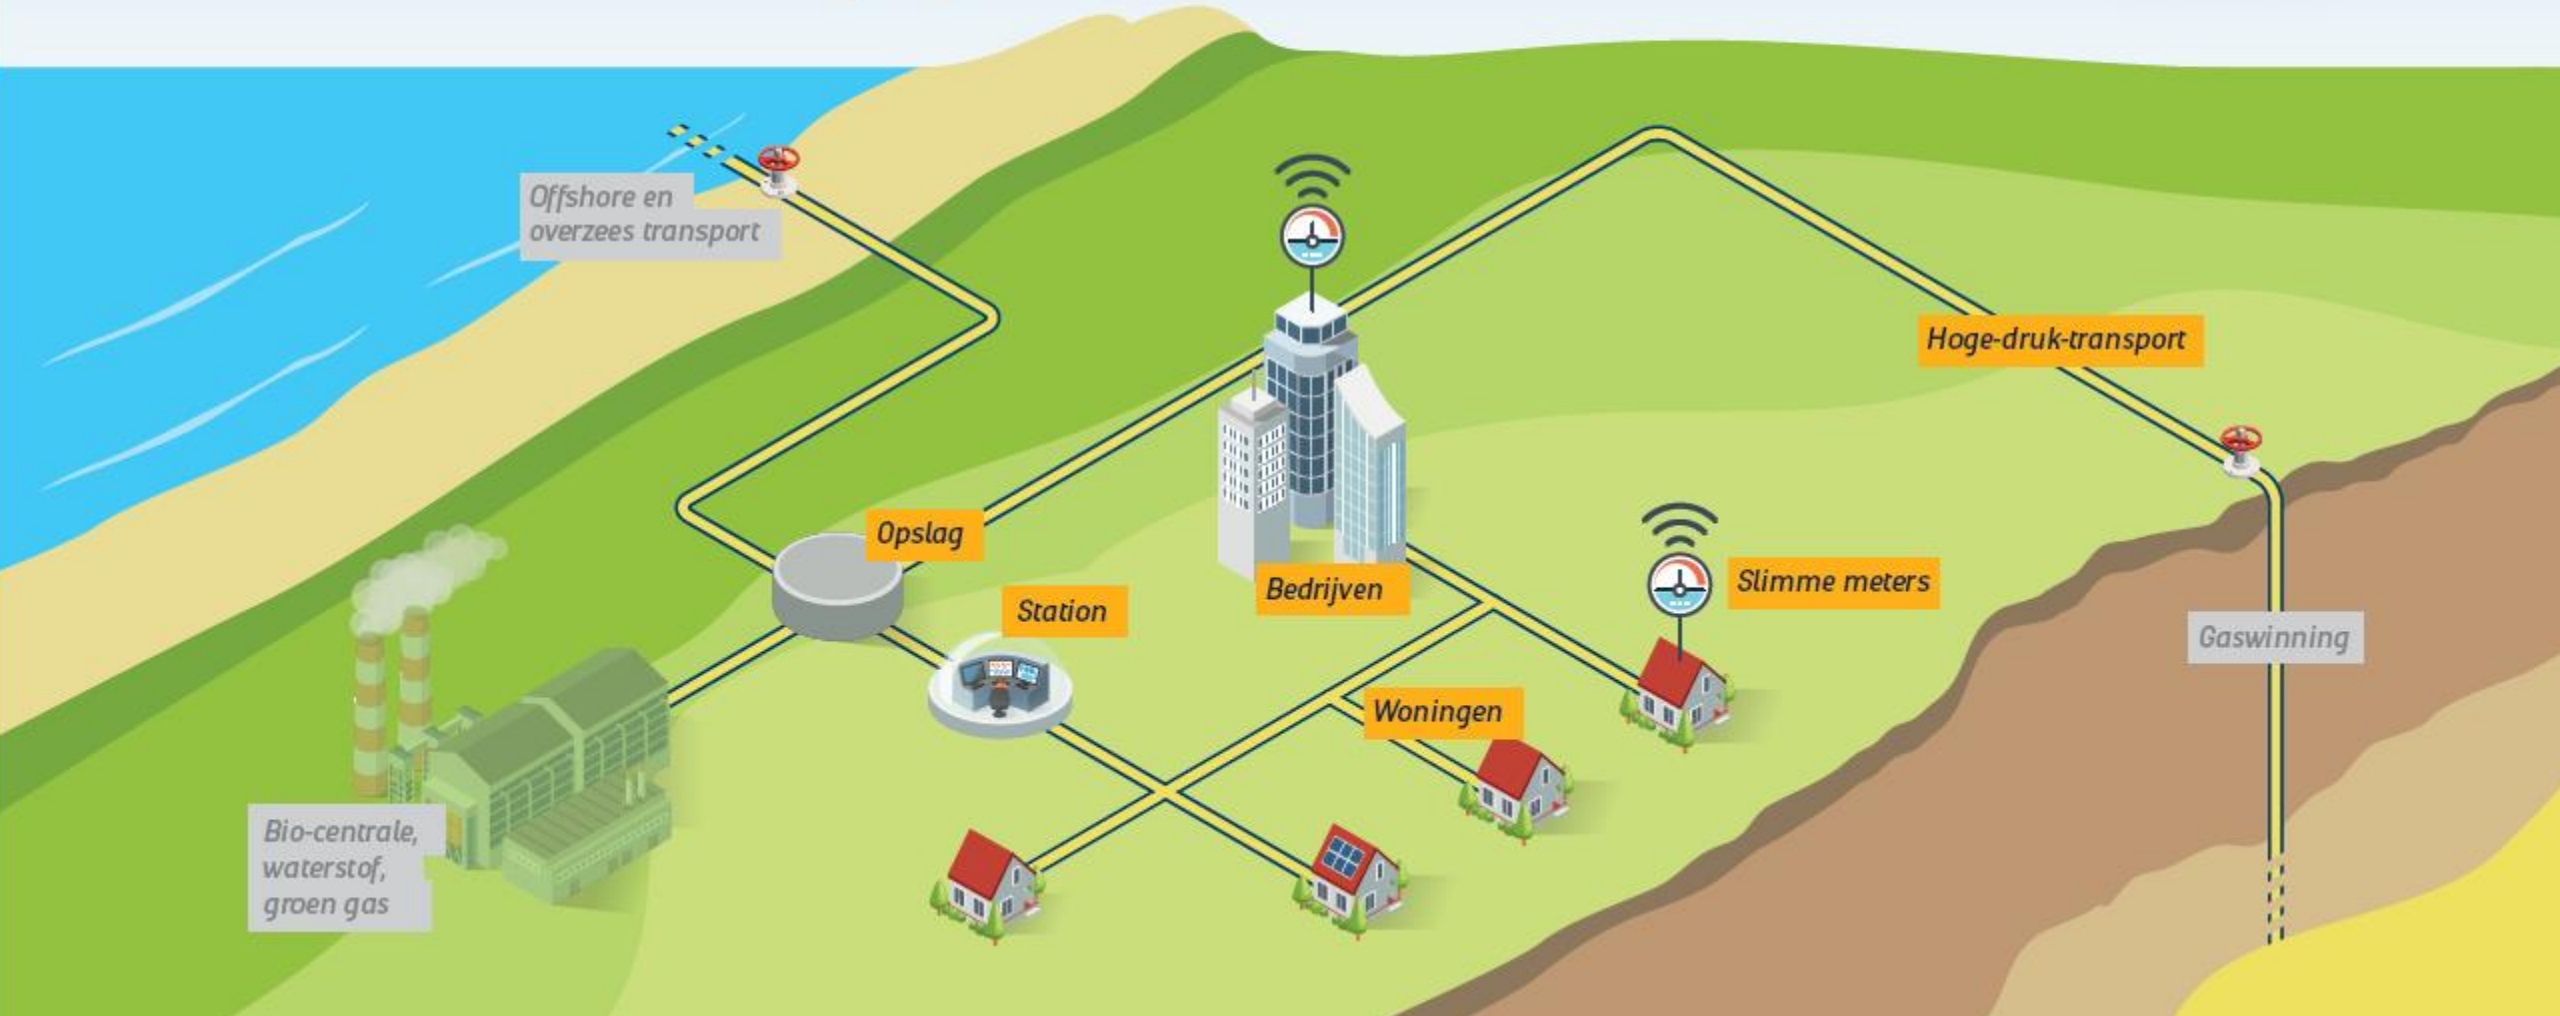 Offshore en
overzees transport
Hoge-druk-transport
Opslag
Station
Bedrijven
Slimme meters
Gaswinning
Woningen
Bio-centrale,
waterstof,
groen gas